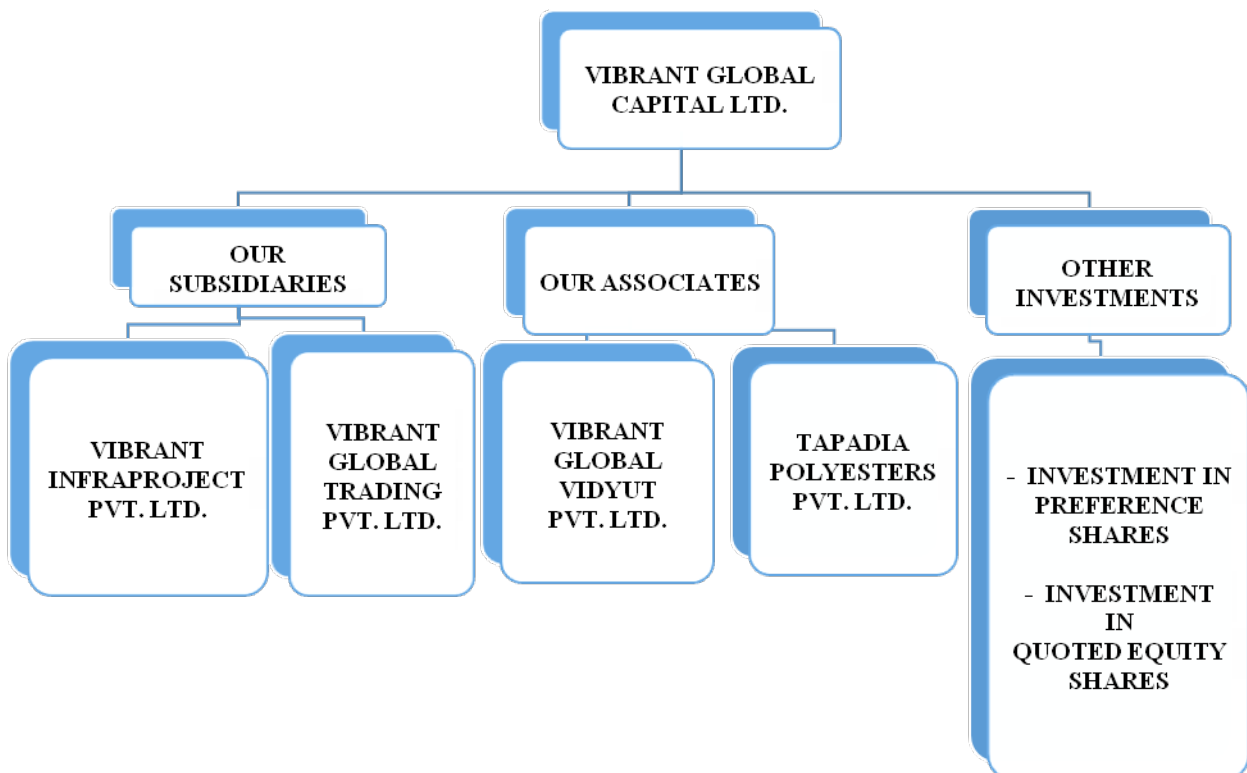 VIBRANT GLOBAL
CAPITAL LTD.
OUR
SUBSIDIARIES
OUR ASSOCIATES
OTHER
INVESTMENTS
VIBRANT
INFRAPROJECT
PVT. LTD.
VIBRANT
GLOBAL
TRADING
PVT. LTD.
VIBRANT
GLOBAL
VIDYUT
PVT. LTD.
TAPADIA
POLYESTERS
PVT. LTD.
- INVESTMENT IN
PREFERENCE
SHARES
- INVESTMENT
IN
QUOTED EQUITY
SHARES